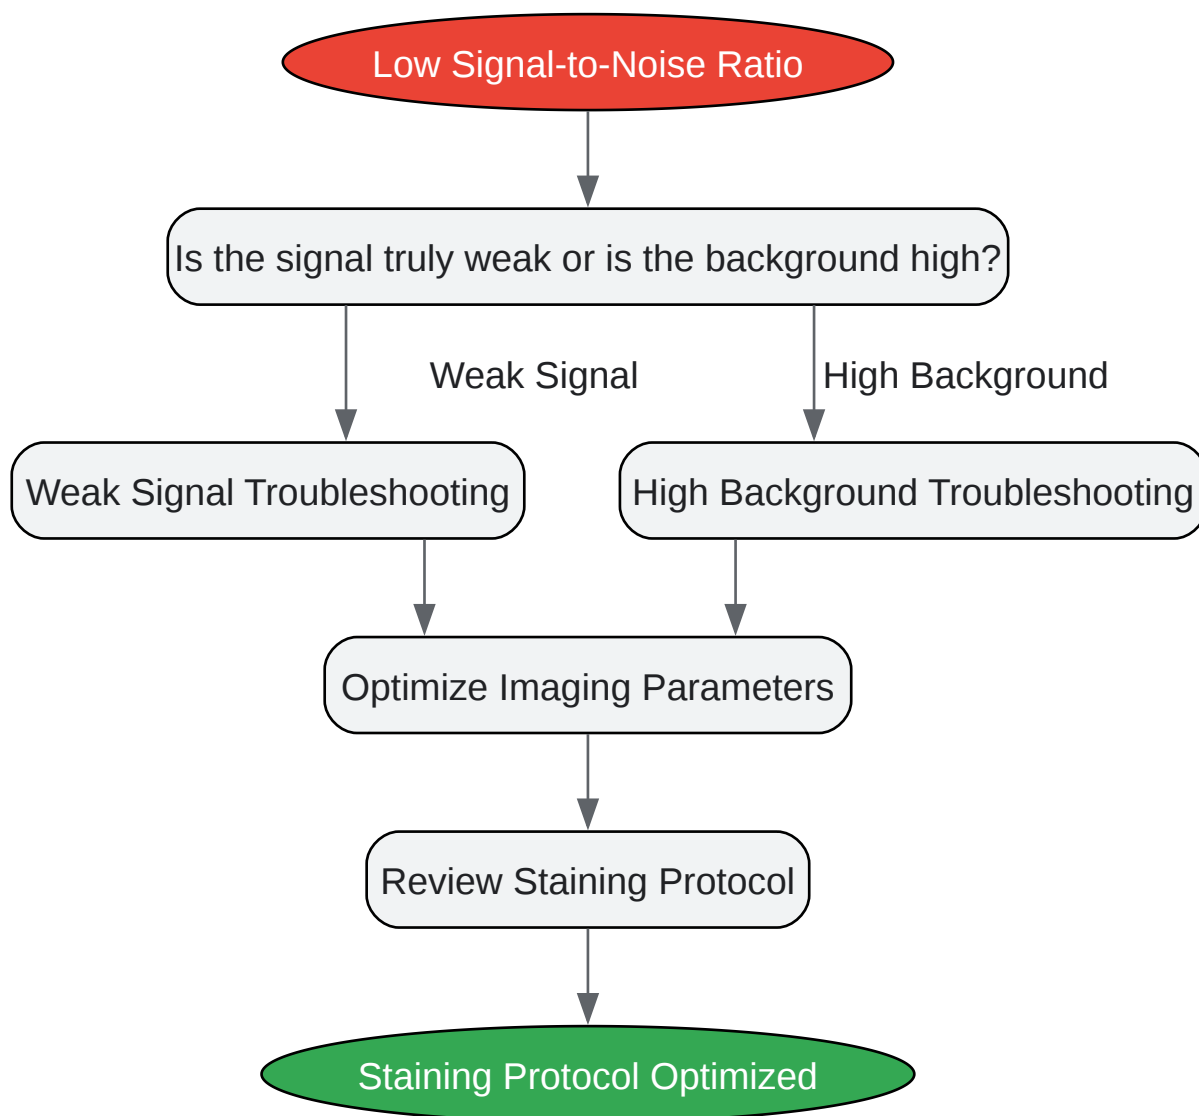 Low Signal-to-Noise Ratio
Is the signal truly weak or is the background high?
Weak Signal
High Background
Weak Signal Troubleshooting
High Background Troubleshooting
Optimize Imaging Parameters
Review Staining Protocol
Staining Protocol Optimized